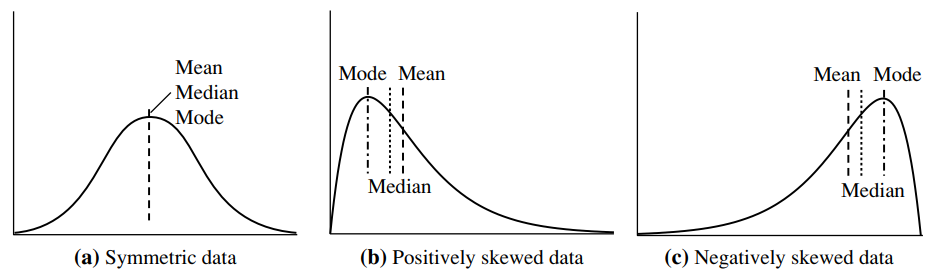 Mean
Median
Mode
(a) Symmetric data
Mode Mean
Median
(b) Positively skewed data
Mean Mode
Median
(c) Negatively skewed data